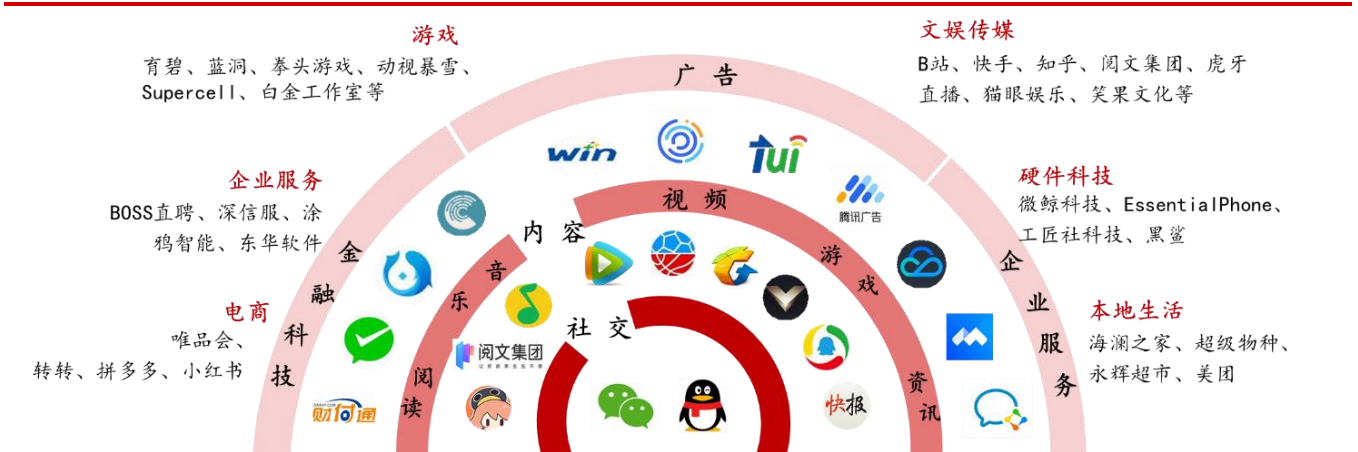 游戏
育碧、蓝洞、拳头游戏、动视暴雪、
Supercell、白金工作室等
文娱传媒
B站、快手、知乎、阅文集团、虎牙
直播、猫眼娱乐、笑果文化等
企业服务
BOSS直聘、深信服、涂
鸦智能、东华软件
硬件科技
微鲸科技、EssentialPhone、
工匠社科技、黑鲨
电商
唯品会、
转转、拼多多、小红书
本地生活
海澜之家、超级物种、
永辉超市、美团
广告
金融科技
企业服务
win
tui
腾讯广告
财付通
内容
视频
音乐
阅读
游戏
资讯
阅文集团
快报
社交